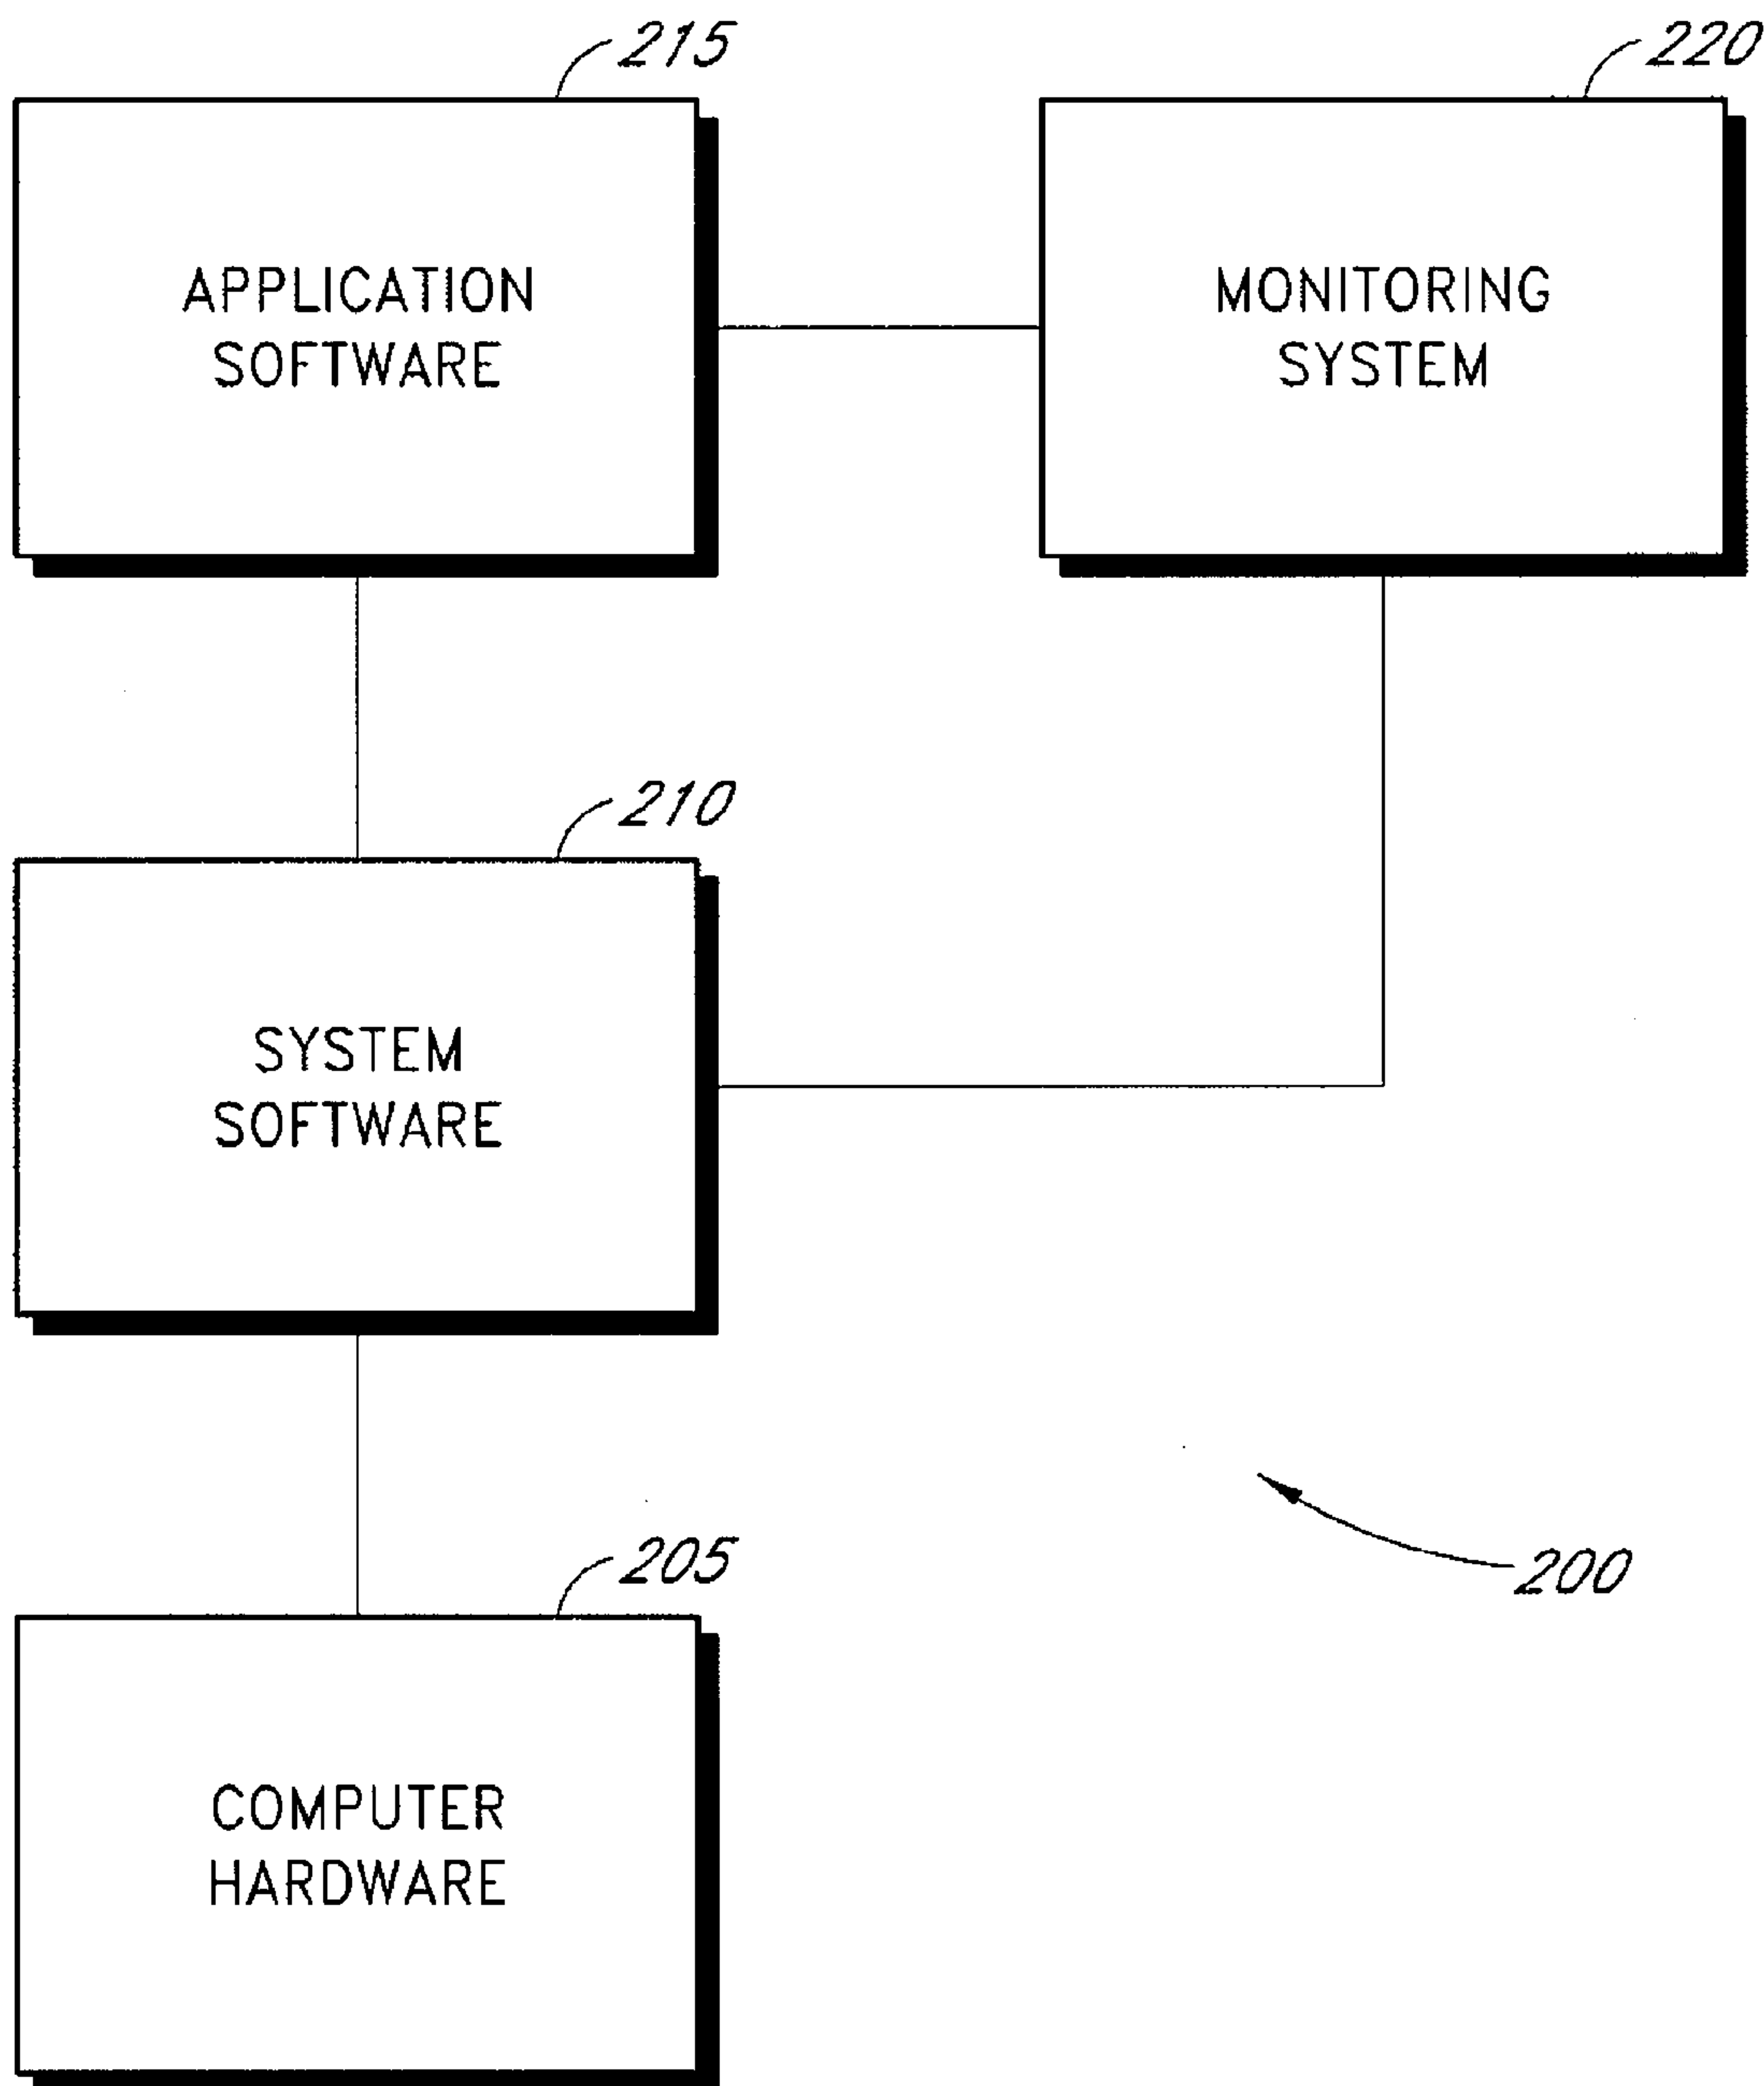 215
220
APPLICATION
SOFTWARE
MONITORING
SYSTEM
210
SYSTEM
SOFTWARE
205
200
COMPUTER
HARDWARE